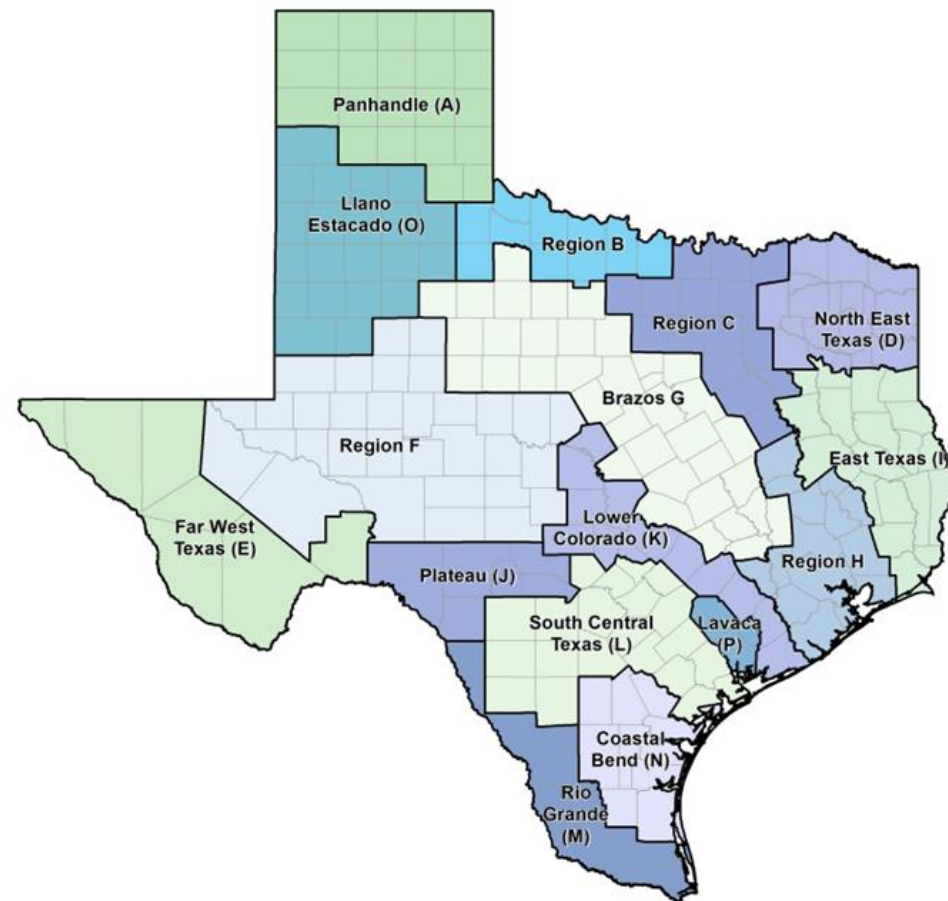 Panhandle (A)
Llano
Estacado (O)
Region B
Region C
North East
Texas (D)
Brazos G
Region F
East Texas (I)
Far West
Texas (E)
Lower
Colorado (K)
Region H
Plateau (J)
South Central
Texas (L)
Lavaca
(P)
Coastal
Bend (N)
Rio
Grande
(M)